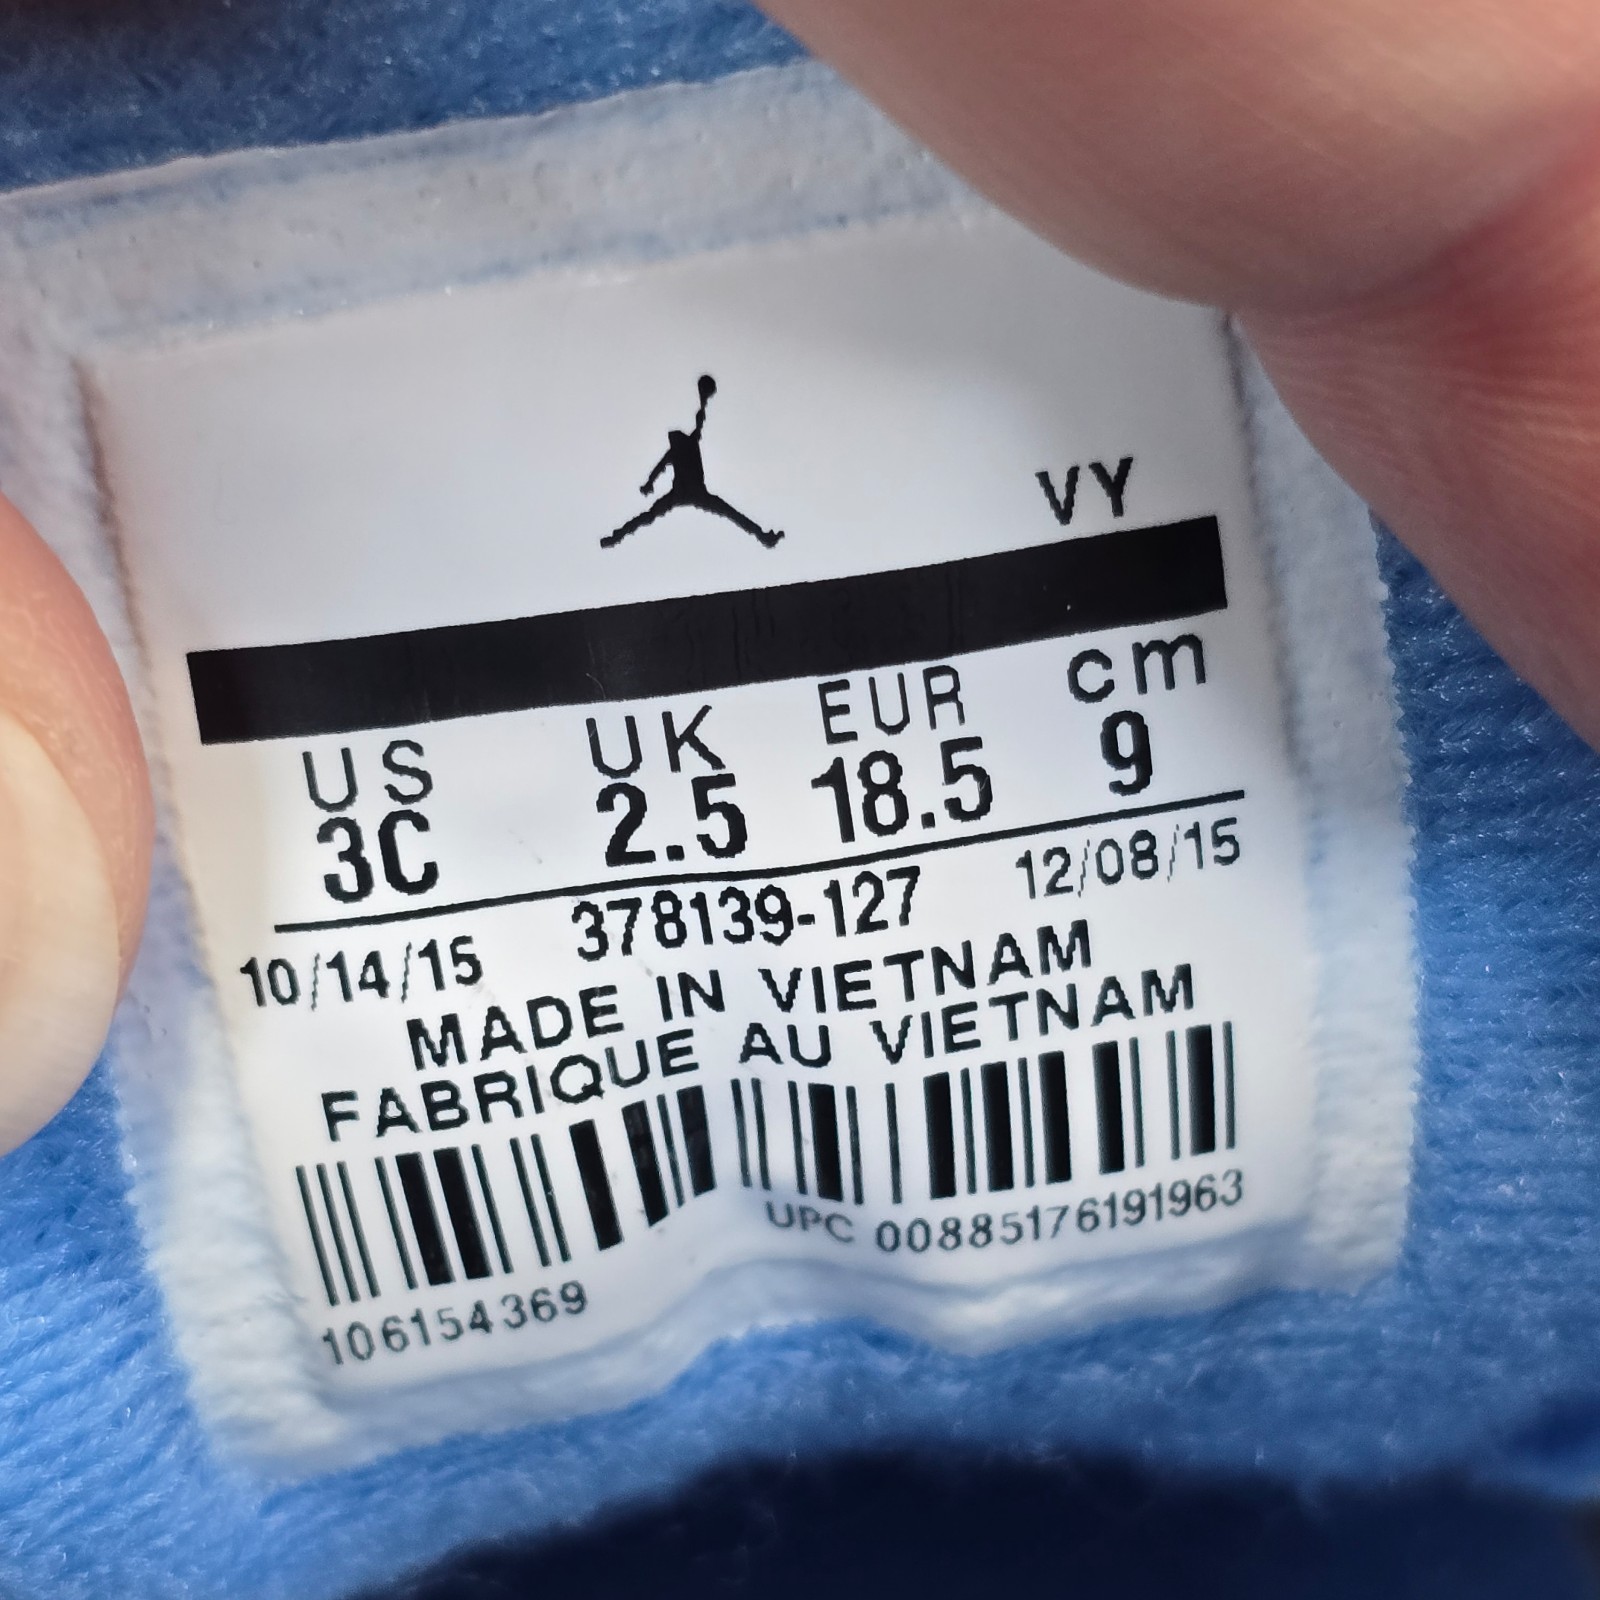 VY
US UK EUR cm
3C 2.5 18.5 9
10/14/15 378139-127 12/08/15
MADE IN VIETNAM
FABRIQUE AU VIETNAM
UPC 00885176191963
106154369